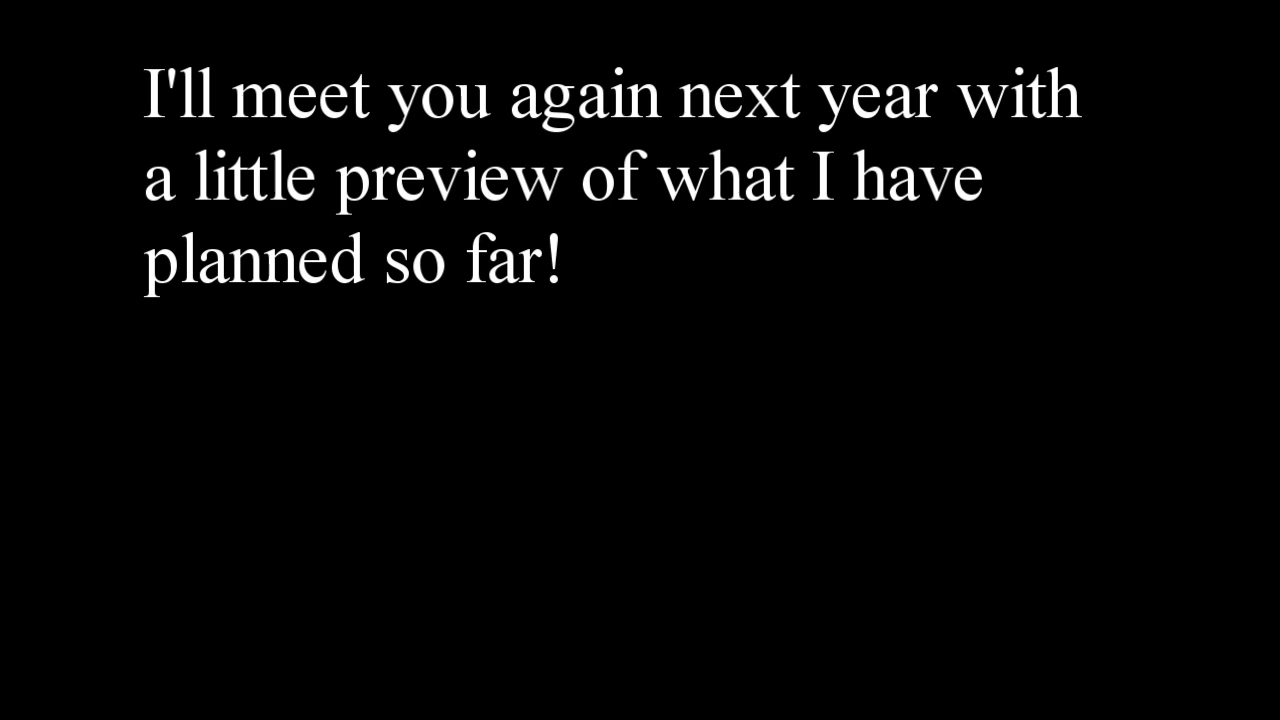 I'll meet you again next year with
a little preview of what I have
planned so far!